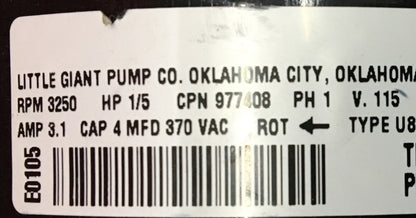 LITTLE GIANT PUMP CO. OKLAHOMA CITY, OKLAHOMA
RPM 3250 HP 1/5 CPN 977408 PH 1 V. 115
AMP 3.1 CAP 4 MFD 370 VAC ROT ← TYPE U8
E0105